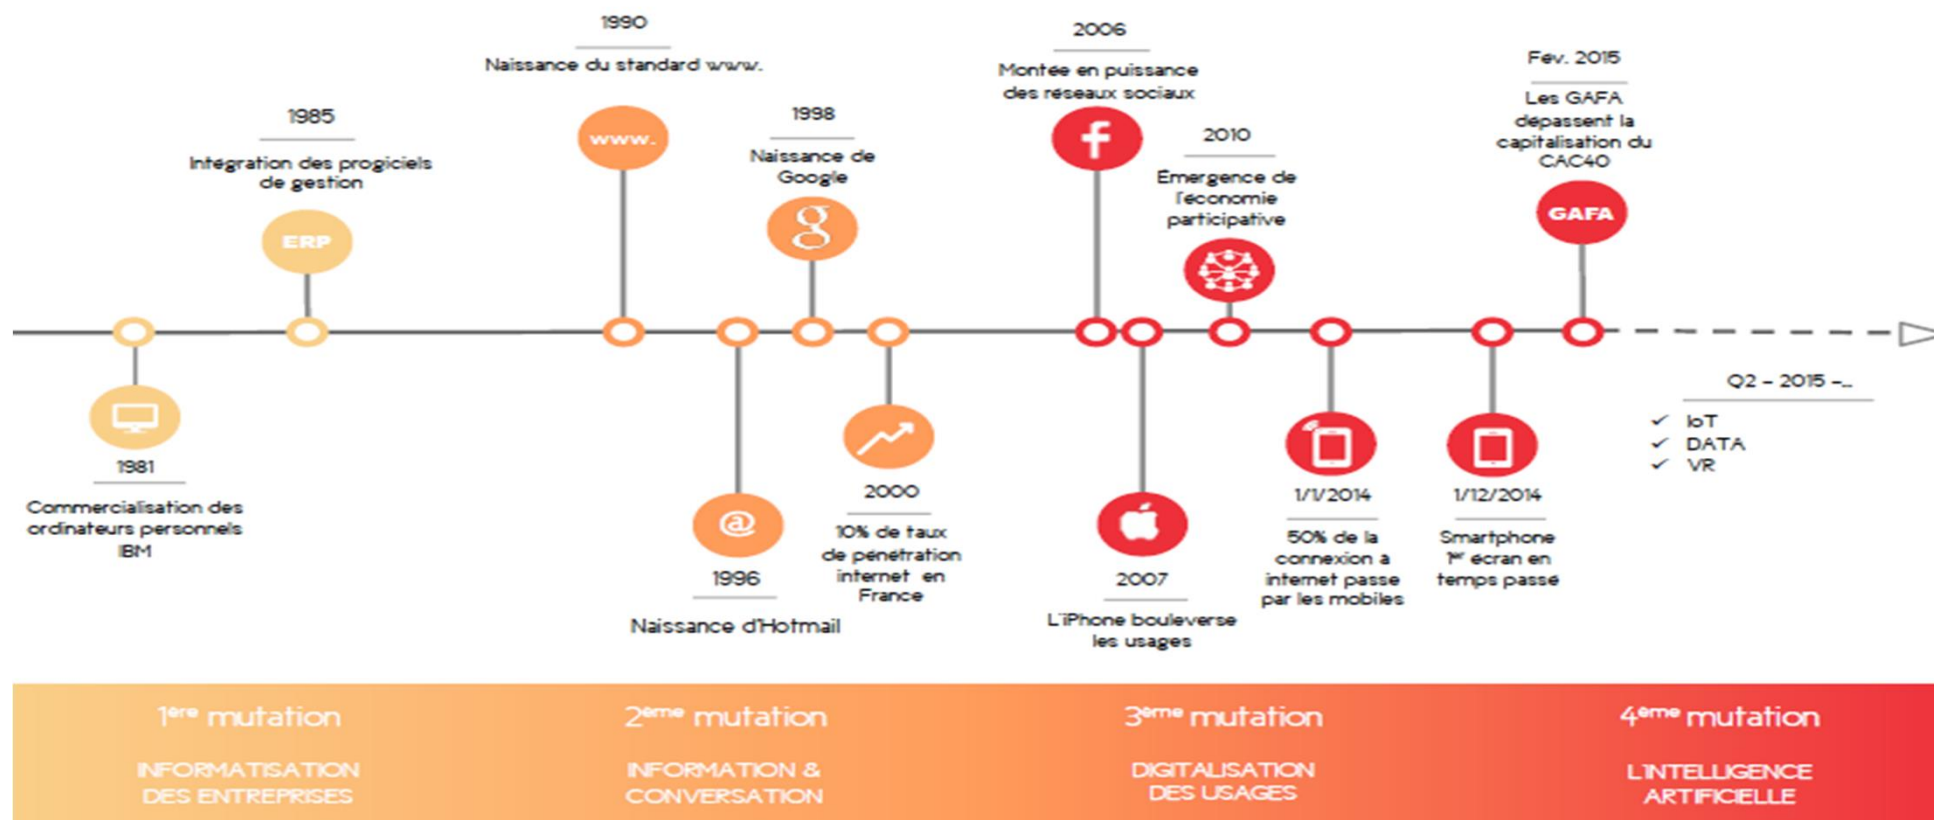 1981
Commercialisation des
ordinateurs personnels
IBM
1985
Intégration des progiciels
de gestion
ERP
1990
Naissance du standard www.
www.
@
1996
Naissance d'Hotmail
1998
Naissance de
Google
g
2000
10% de taux
de pénétration
internet en
France
2006
Montée en puissance
des réseaux sociaux
f
2007
L'iPhone bouleverse
les usages
2010
Émergence de
l'économie
participative
1/1/2014
50% de la
connexion à
internet passe
par les mobiles
1/12/2014
Smartphone
1er écran en
temps passé
Fev. 2015
Les GAFA
dépassent la
capitalisation du
CAC40
GAFA
Q2 - 2015 -...
✓ IoT
✓ DATA
✓ VR
1ère mutation
INFORMATISATION
DES ENTREPRISES
2ème mutation
INFORMATION &
CONVERSATION
3ème mutation
DIGITALISATION
DES USAGES
4ème mutation
L'INTELLIGENCE
ARTIFICIELLE